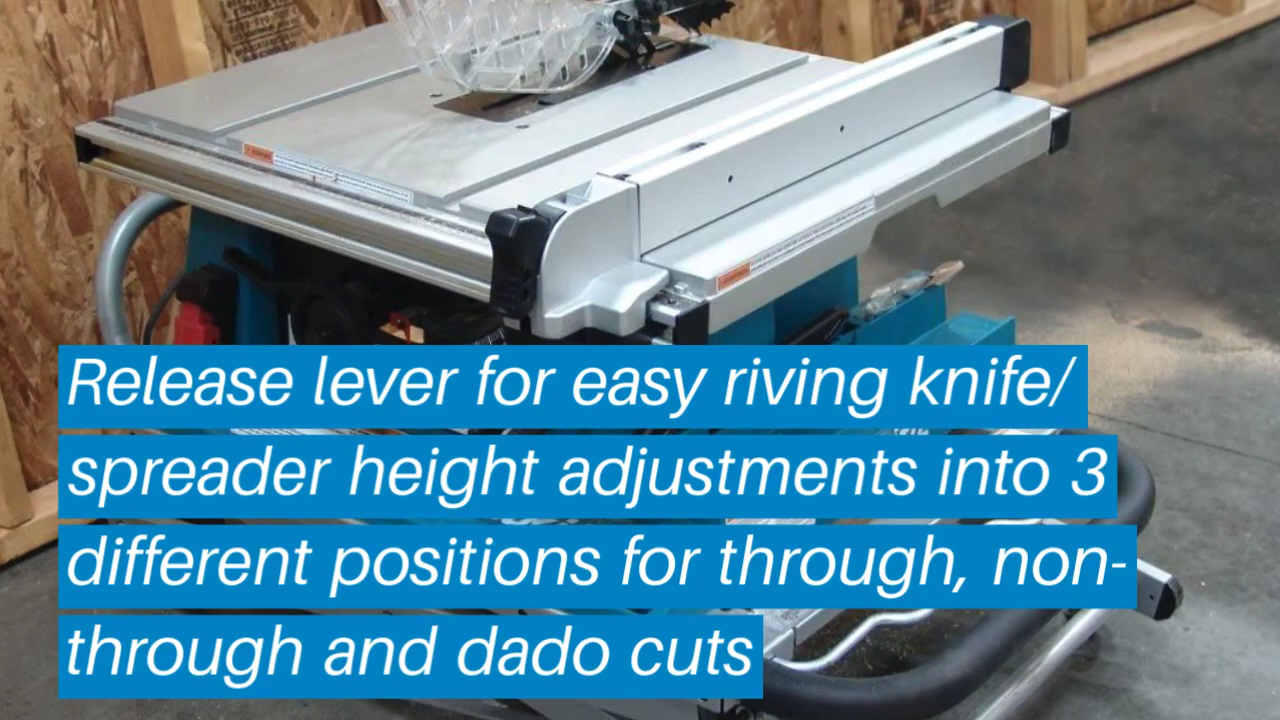 Release lever for easy riving knife/
spreader height adjustments into 3
different positions for through, non-
through and dado cuts